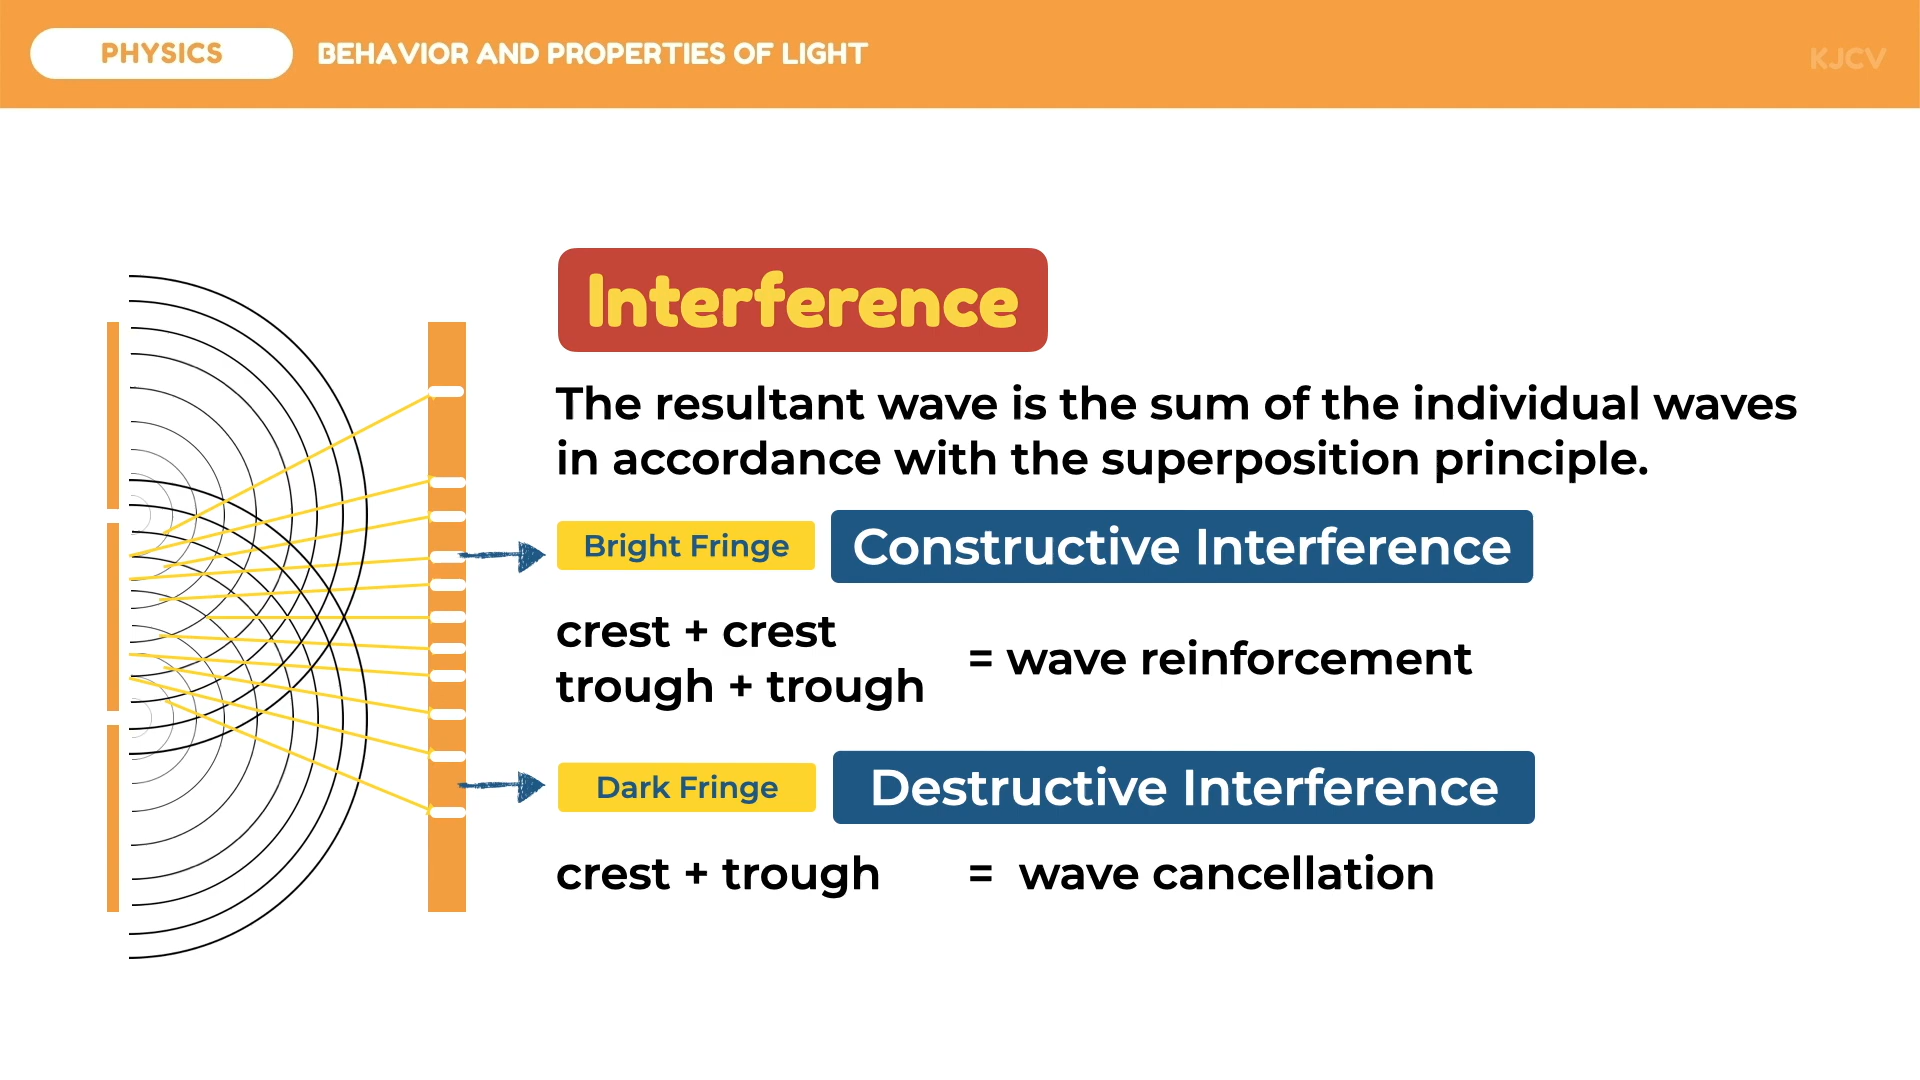 PHYSICS
BEHAVIOR AND PROPERTIES OF LIGHT
KJCV
Interference
The resultant wave is the sum of the individual waves
in accordance with the superposition principle.
Bright Fringe
Constructive Interference
crest + crest
trough + trough
= wave reinforcement
Dark Fringe
Destructive Interference
crest + trough
= wave cancellation